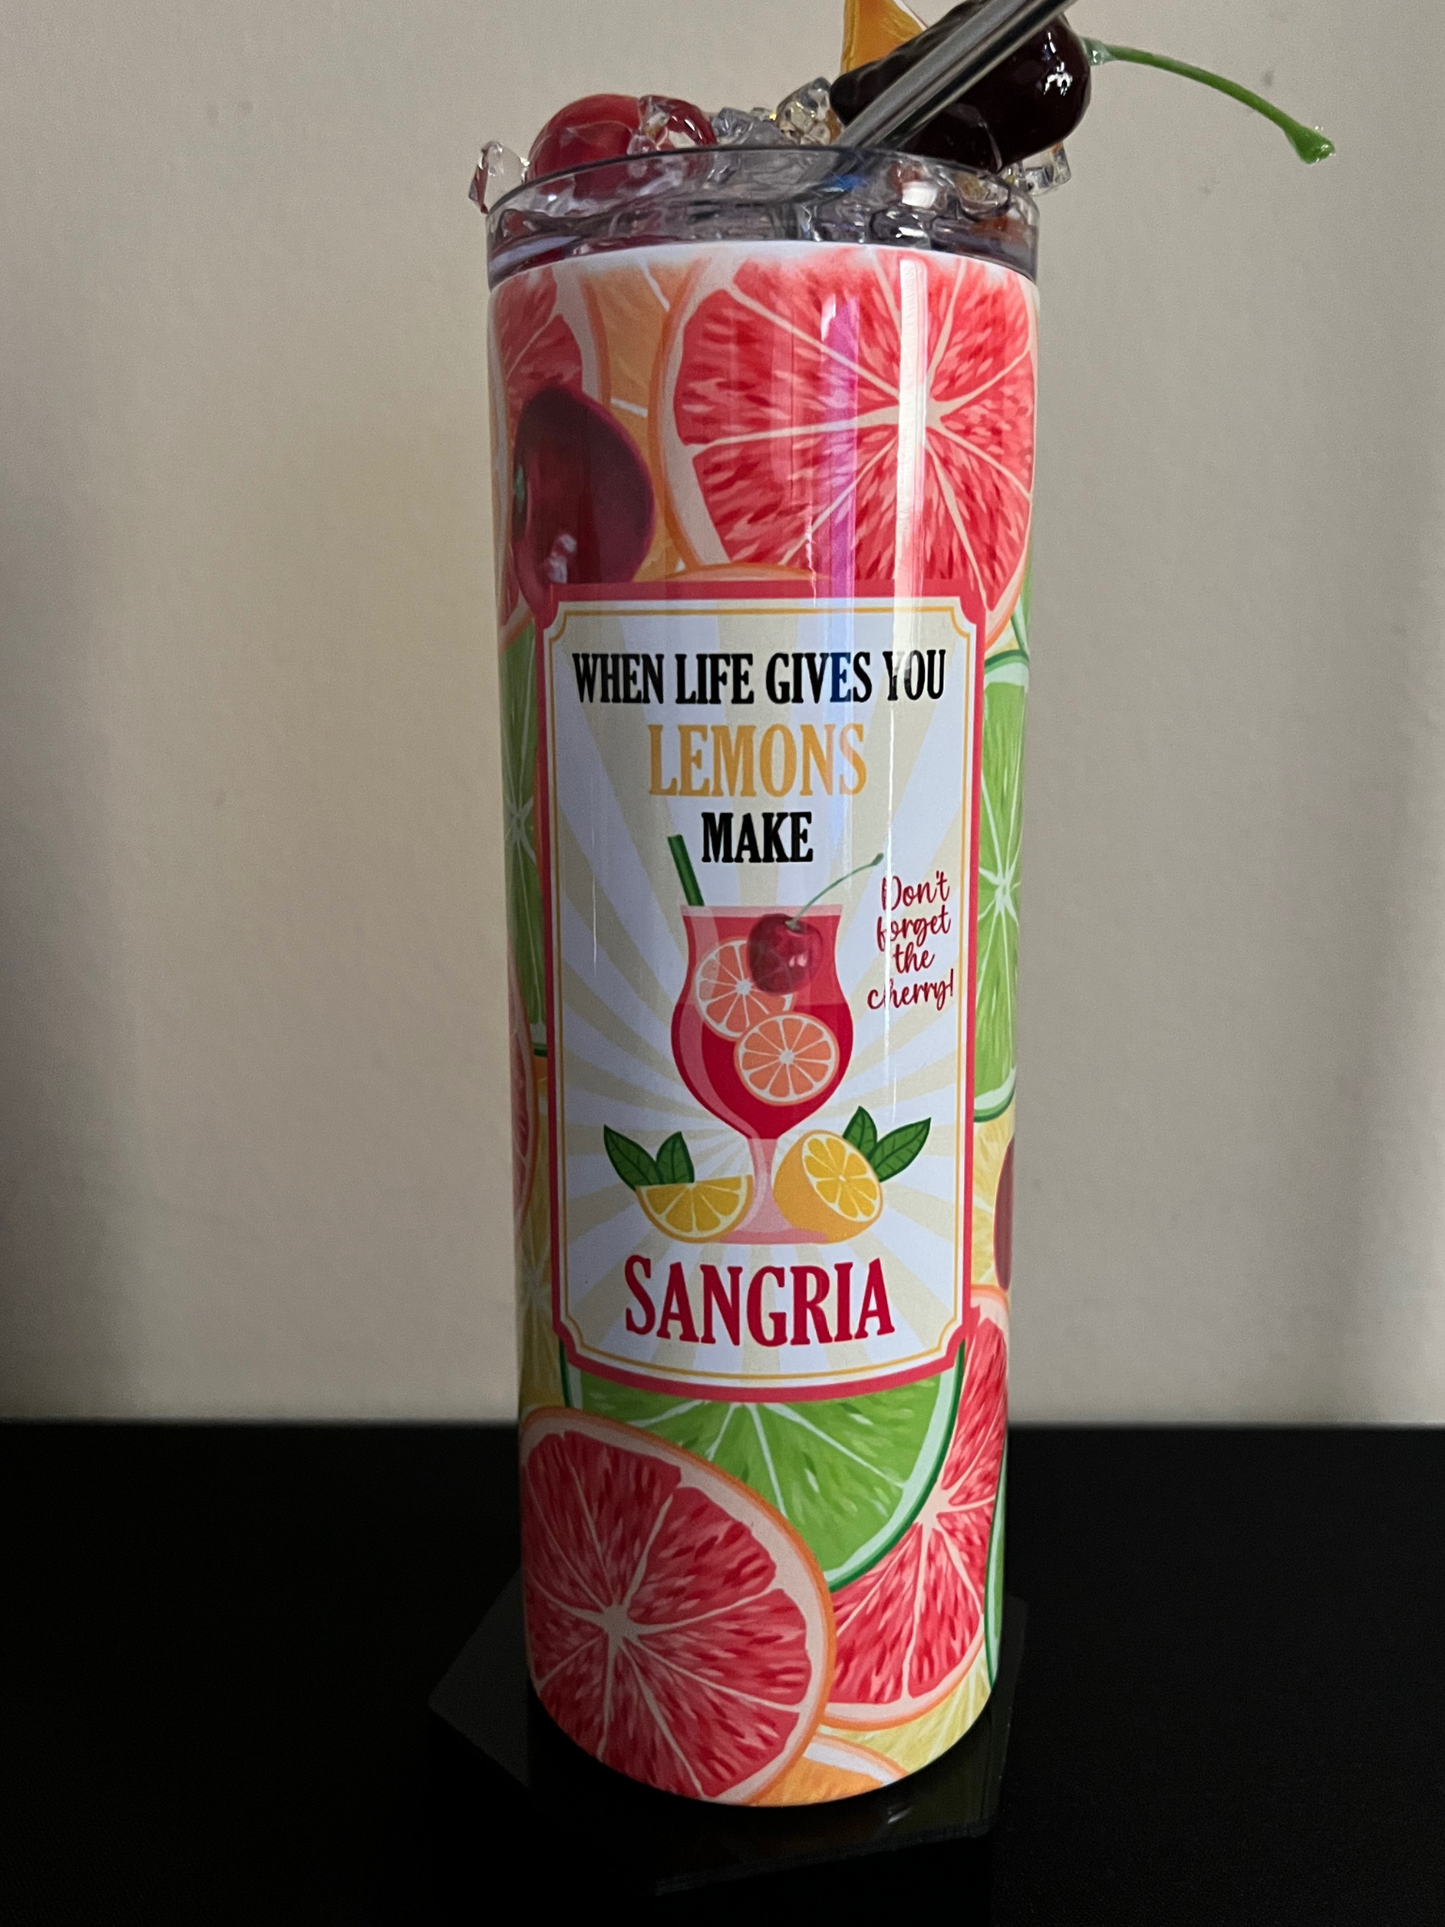 WHEN LIFE GIVES YOU
LEMONS
MAKE
Don't
forget
the
cherry!
SANGRIA